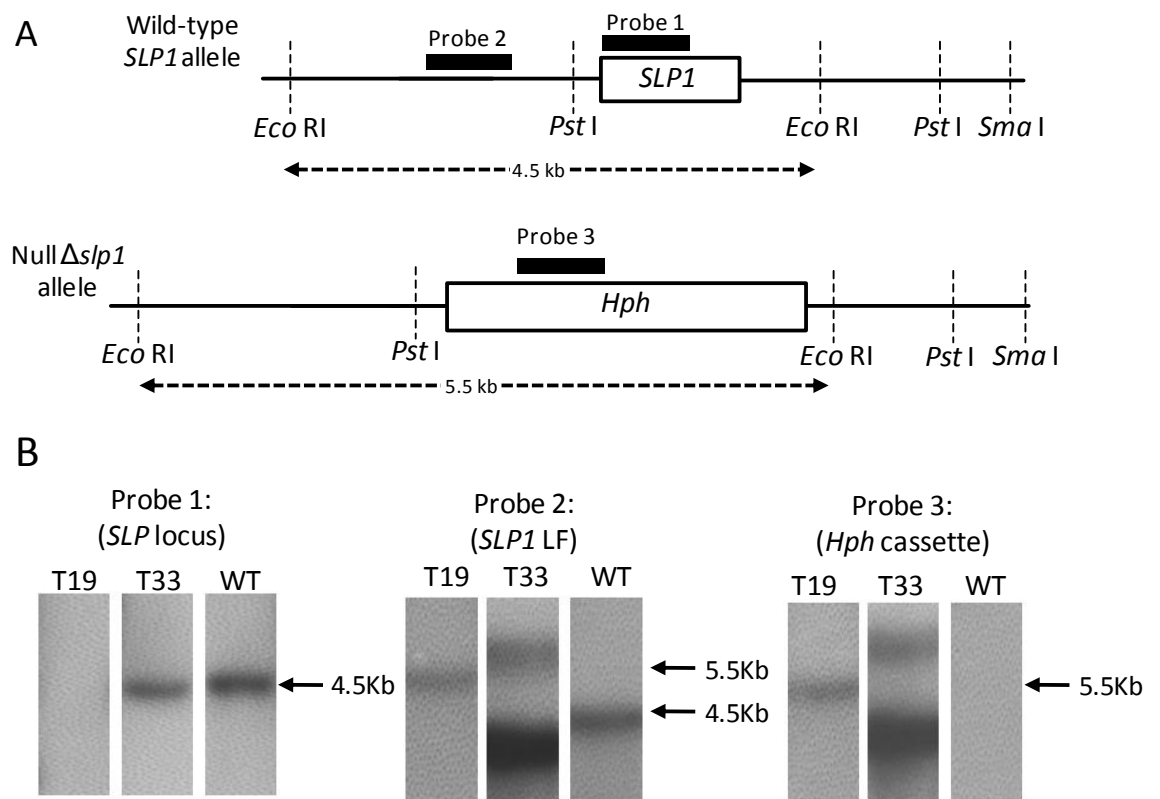 A
Wild-type
SLP1 allele
Probe 2
Probe 1
SLP1
Eco RI
Pst I
Eco RI
Pst I
Sma I
4.5 kb
Null Δslp1
allele
Probe 3
Hph
Eco RI
Pst I
Eco RI
Pst I
Sma I
5.5 kb
B
Probe 1:
(SLP locus)
T19 T33 WT
4.5Kb
Probe 2:
(SLP1 LF)
T19 T33 WT
5.5Kb
4.5Kb
Probe 3:
(Hph cassette)
T19 T33 WT
5.5Kb